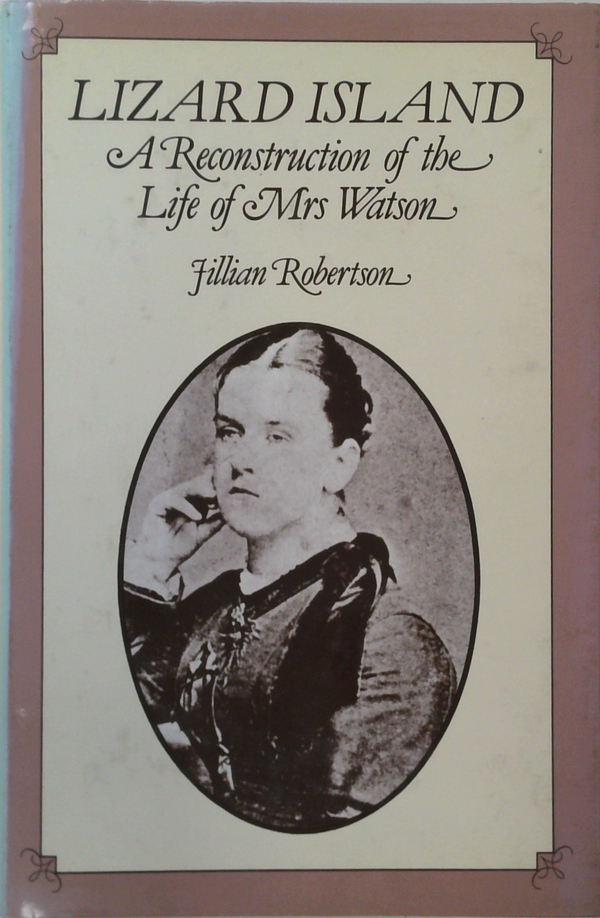 LIZARD ISLAND
A Reconstruction of the
Life of Mrs Watson
Jillian Robertson